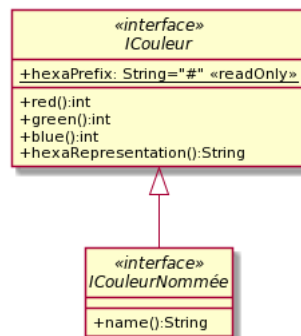 «interface»
ICouleur
+hexaPrefix: String="#" «readOnly»
+red():int
+green():int
+blue():int
+hexaRepresentation():String
«interface»
ICouleurNommée
+name():String